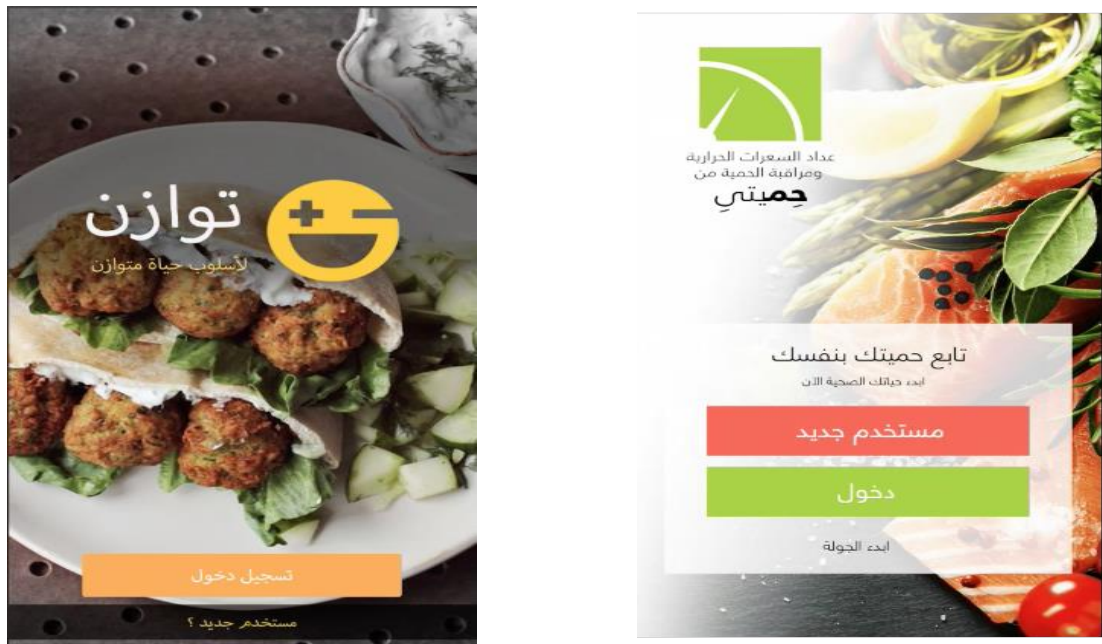 توازن
لأسلوب حياة متوازن
تسجيل دخول
مستخدم جديد ؟
عداد السعرات الحرارية
ومراقبة الحمية من
حِميتي
تابع حميتك بنفسك
ابدء حياتك الصحية الآن
مستخدم جديد
دخول
ابدء الجولة